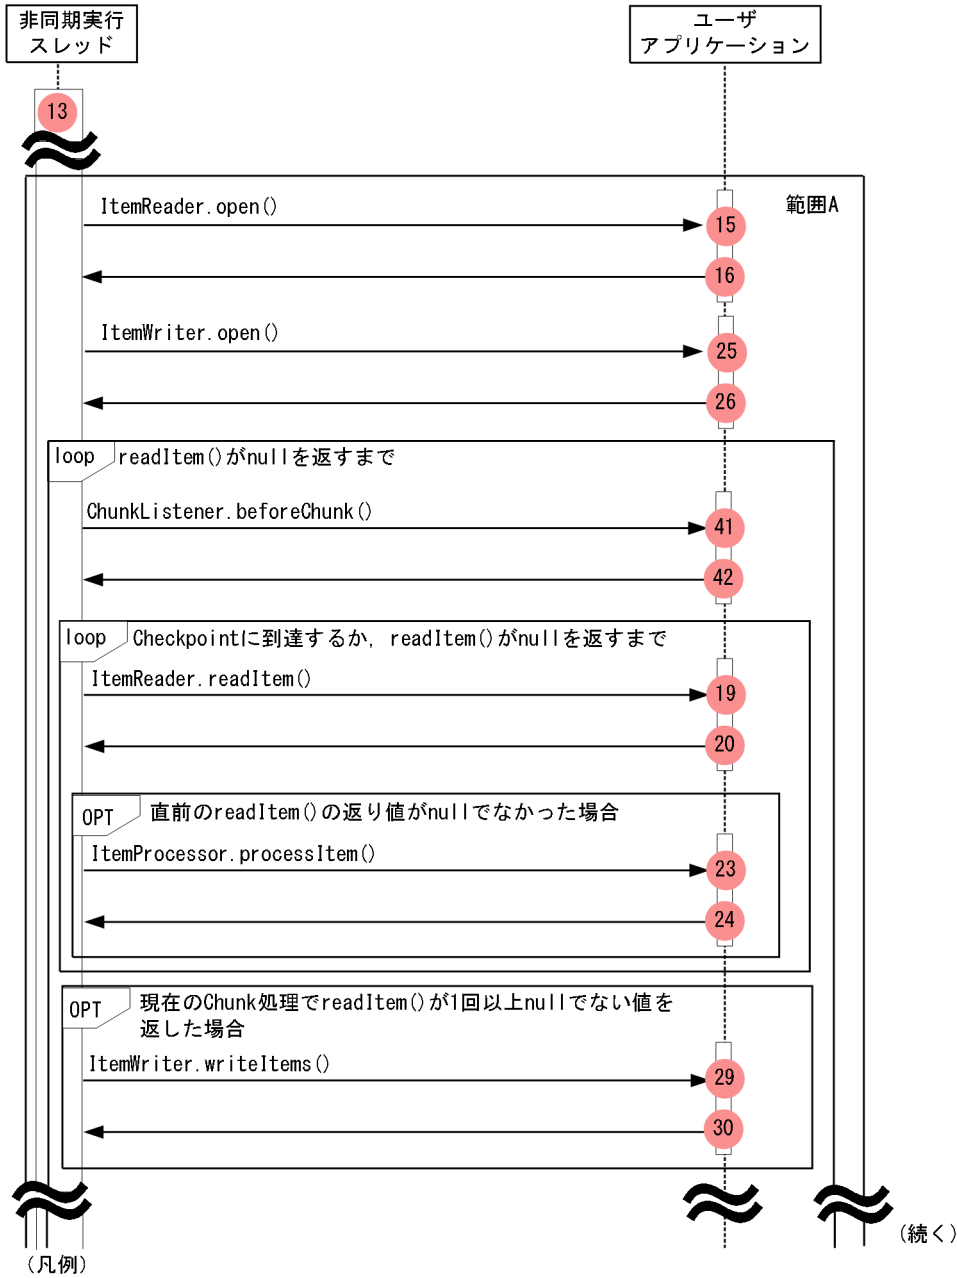 非同期実行
スレッド
ユーザ
アプリケーション
13
範囲A
ItemReader.open()
15
16
ItemWriter.open()
25
26
loop readItem()がnullを返すまで
ChunkListener.beforeChunk()
41
42
loop Checkpointに到達するか，readItem()がnullを返すまで
ItemReader.readItem()
19
20
OPT 直前のreadItem()の返り値がnullでなかった場合
ItemProcessor.processItem()
23
24
OPT 現在のChunk処理でreadItem()が1回以上nullでない値を
返した場合
ItemWriter.writeItems()
29
30
(続く)
(凡例)